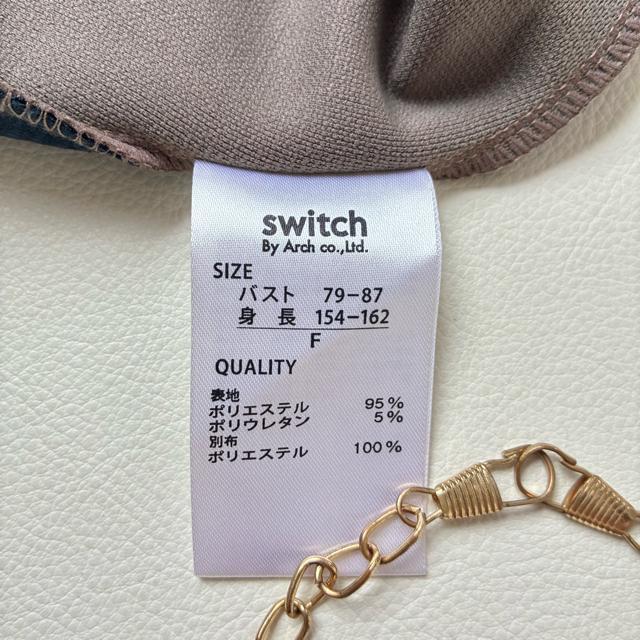 switch
By Arch co.,Ltd.
SIZE
バスト 79-87
身長 154-162
F
QUALITY
表地
ポリエステル 95%
ポリウレタン 5%
別布
ポリエステル 100%